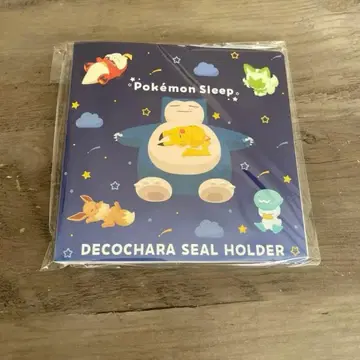 Pokémon Sleep
DECOCHARA SEAL HOLDER